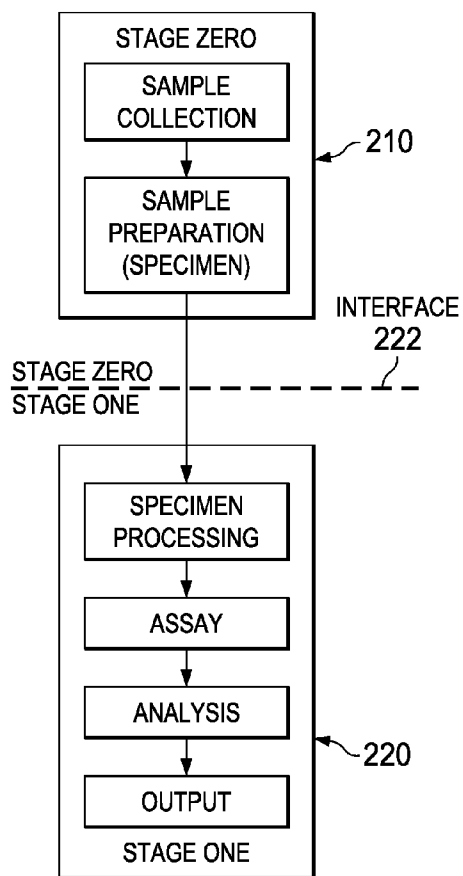 STAGE ZERO
SAMPLE
COLLECTION
210
SAMPLE
PREPARATION
(SPECIMEN)
INTERFACE
222
STAGE ZERO
STAGE ONE
SPECIMEN
PROCESSING
ASSAY
ANALYSIS
220
OUTPUT
STAGE ONE